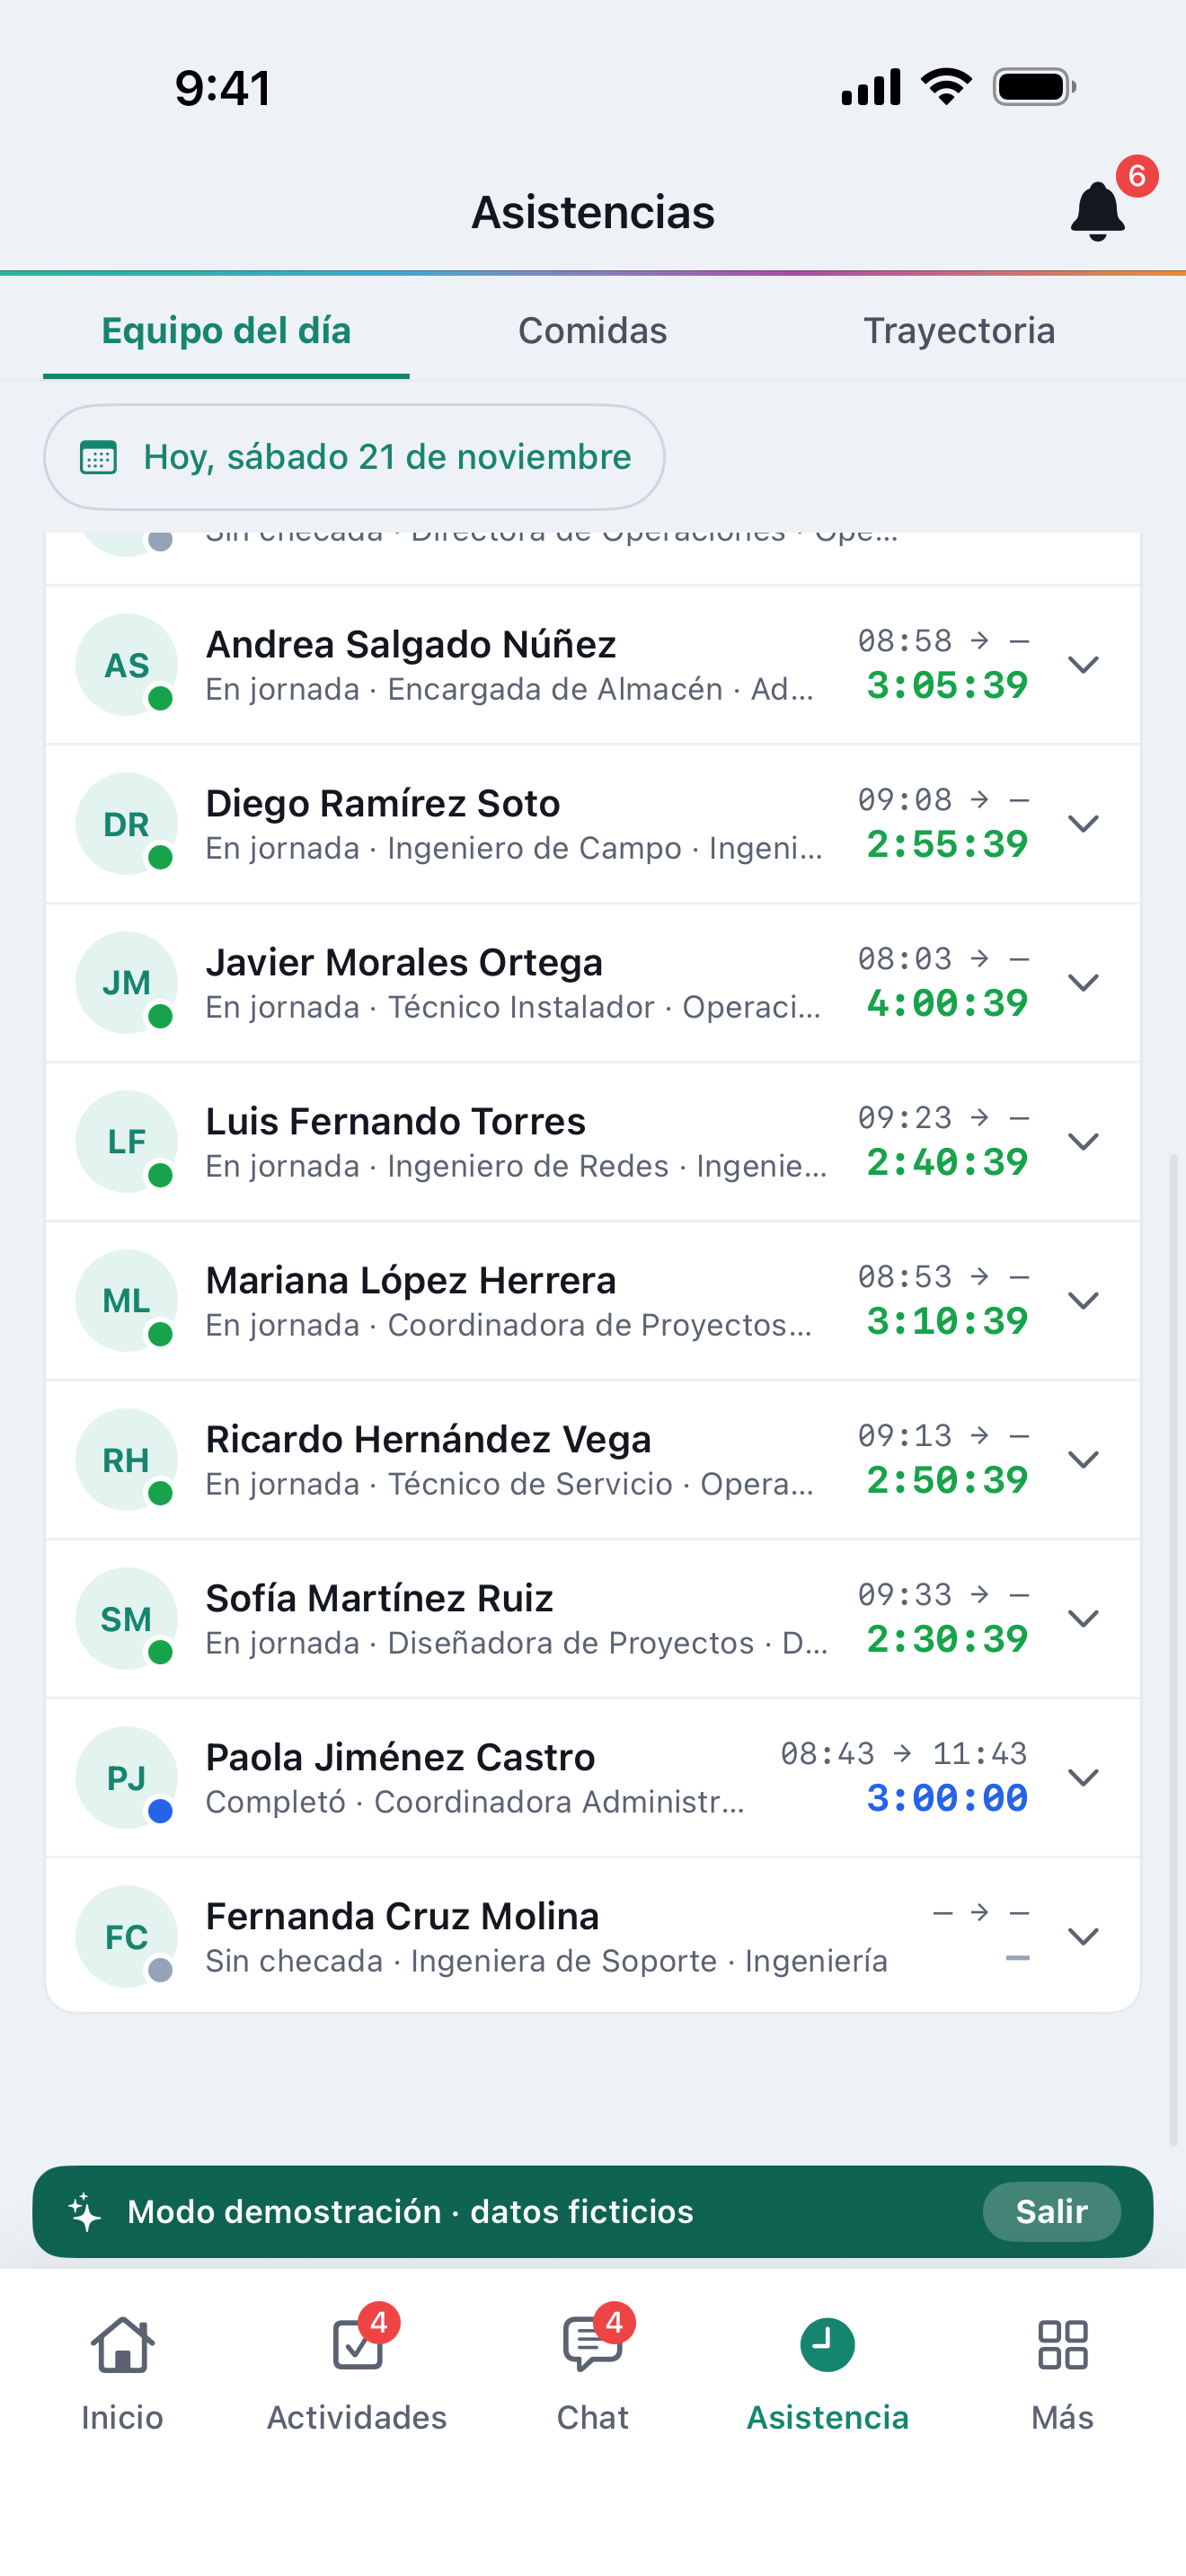 9:41
Asistencias
6
Equipo del día
Comidas
Trayectoria
Hoy, sábado 21 de noviembre
Sin checada · Directora de Operaciones · Ope...
AS
Andrea Salgado Núñez
En jornada · Encargada de Almacén · Ad...
08:58 → —
3:05:39
DR
Diego Ramírez Soto
En jornada · Ingeniero de Campo · Ingeni...
09:08 → —
2:55:39
JM
Javier Morales Ortega
En jornada · Técnico Instalador · Operaci...
08:03 → —
4:00:39
LF
Luis Fernando Torres
En jornada · Ingeniero de Redes · Ingenie...
09:23 → —
2:40:39
ML
Mariana López Herrera
En jornada · Coordinadora de Proyectos...
08:53 → —
3:10:39
RH
Ricardo Hernández Vega
En jornada · Técnico de Servicio · Opera...
09:13 → —
2:50:39
SM
Sofía Martínez Ruiz
En jornada · Diseñadora de Proyectos · D...
09:33 → —
2:30:39
PJ
Paola Jiménez Castro
Completó · Coordinadora Administr...
08:43 → 11:43
3:00:00
FC
Fernanda Cruz Molina
Sin checada · Ingeniera de Soporte · Ingeniería
— → —
—
Modo demostración · datos ficticios
Salir
4
4
Inicio
Actividades
Chat
Asistencia
Más